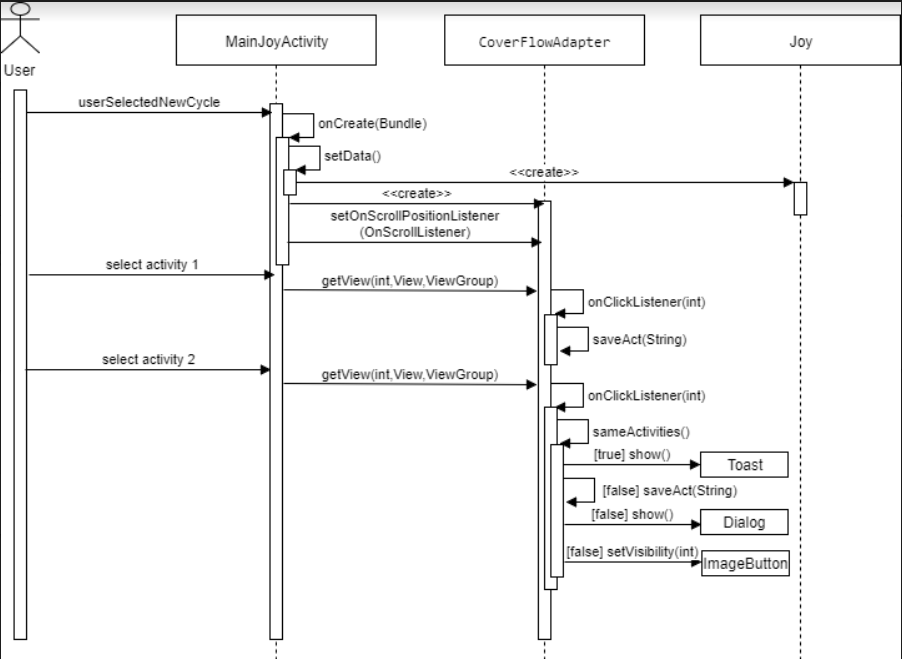 MainJoyActivity
CoverFlowAdapter
Joy
User
userSelectedNewCycle
onCreate(Bundle)
setData()
<<create>>
<<create>>
setOnScrollPositionListener
(OnScrollListener)
select activity 1
getView(int,View,ViewGroup)
onClickListener(int)
saveAct(String)
select activity 2
getView(int,View,ViewGroup)
onClickListener(int)
sameActivities()
[true] show()
Toast
[false] saveAct(String)
[false] show()
Dialog
[false] setVisibility(int)
ImageButton